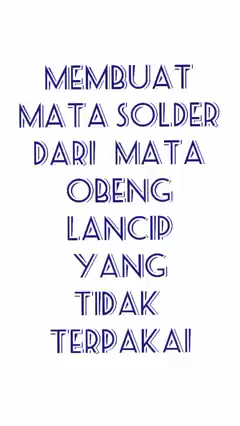 MEMBUAT
MATA SOLDER
DARI MATA
OBENG
LANCIP
YANG
TIDAK
TERPAKAI